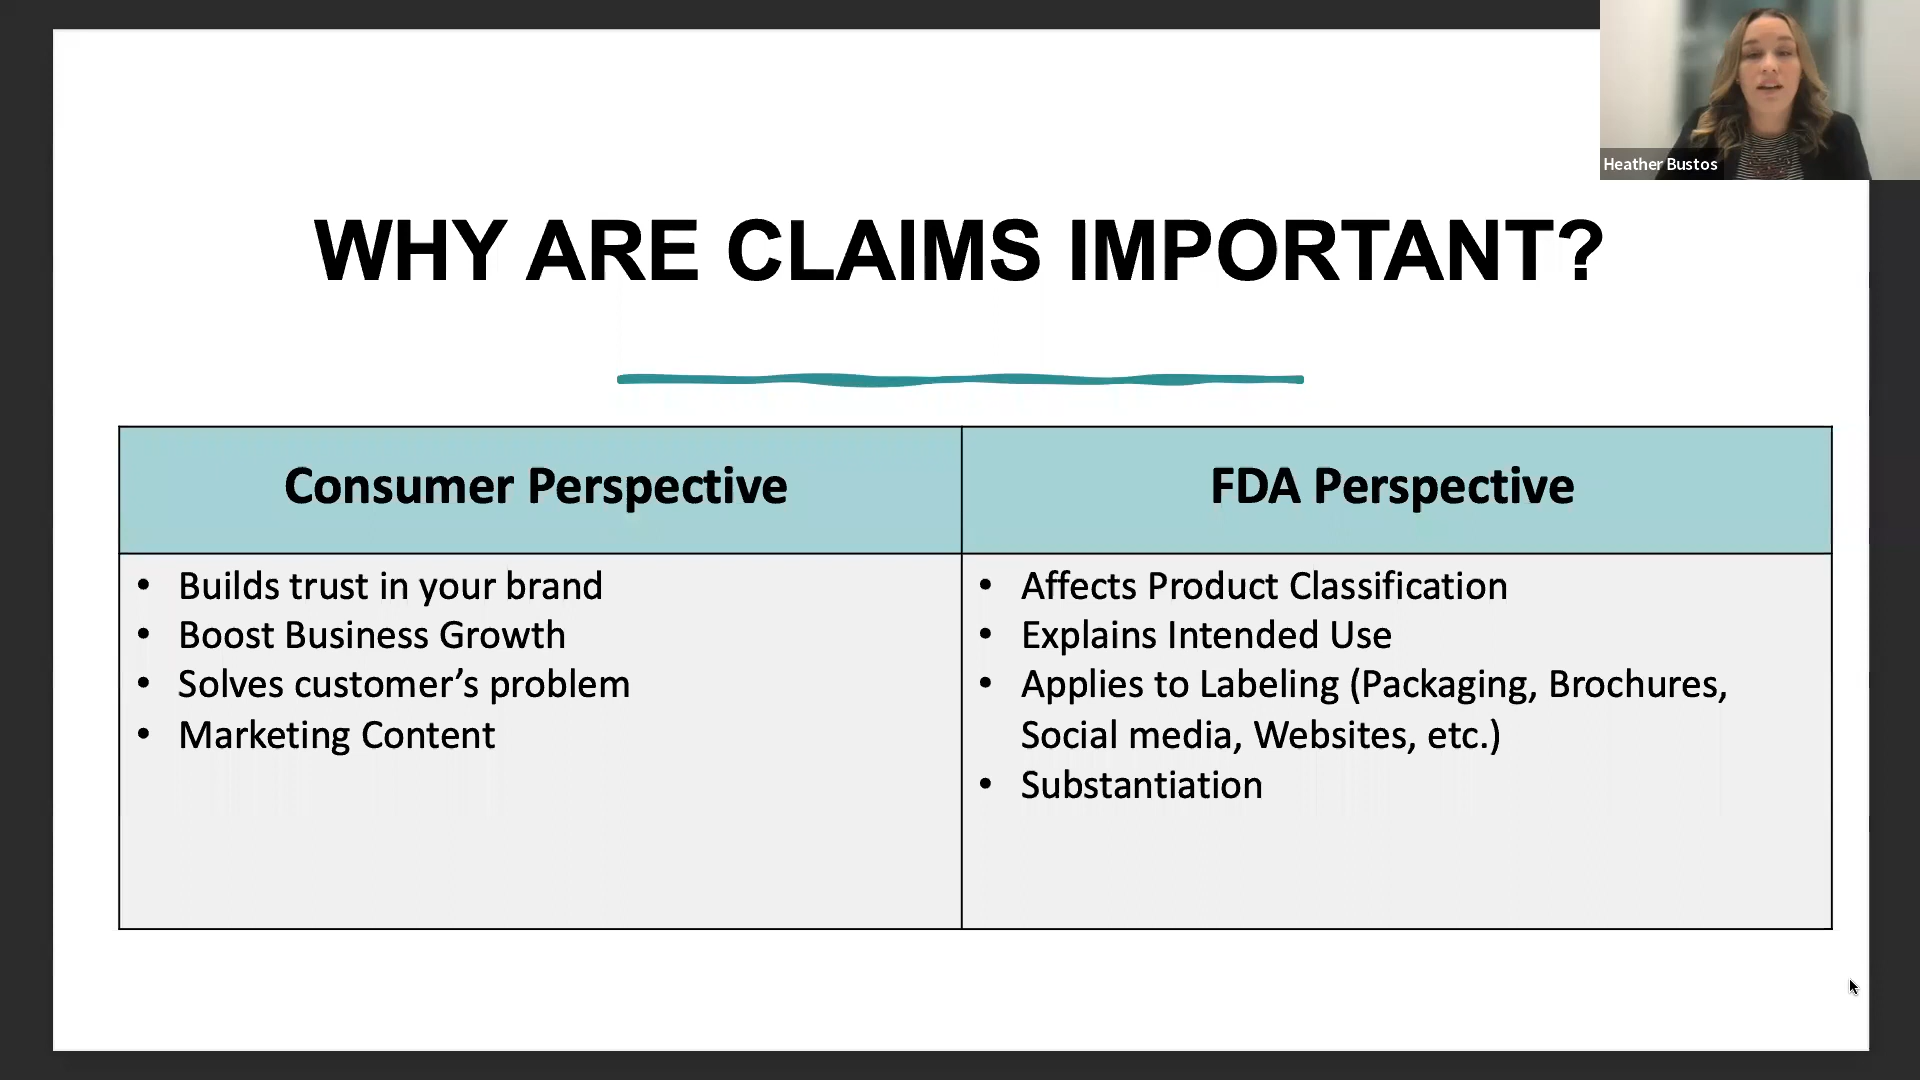 Heather Bustos
WHY ARE CLAIMS IMPORTANT?
Consumer Perspective
• Builds trust in your brand
• Boost Business Growth
• Solves customer’s problem
• Marketing Content
FDA Perspective
• Affects Product Classification
• Explains Intended Use
• Applies to Labeling (Packaging, Brochures,
Social media, Websites, etc.)
• Substantiation